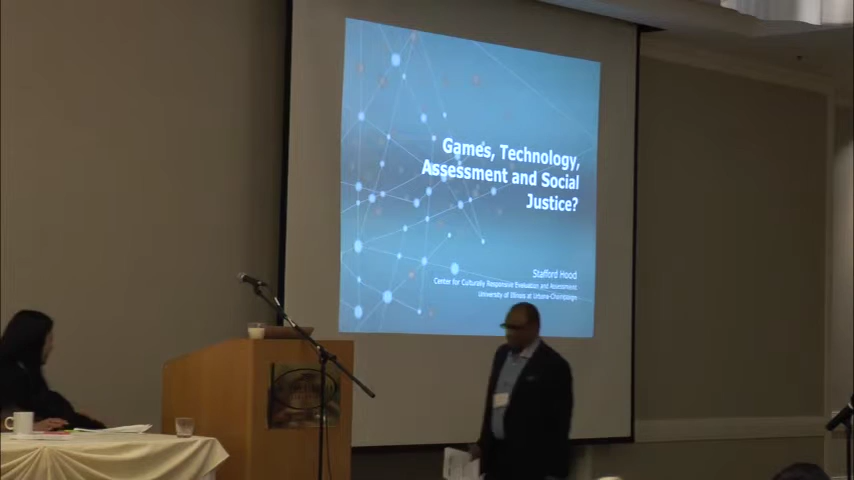 Games, Technology,
Assessment and Social
Justice?
Stafford Hood
Center for Culturally Responsive Evaluation and Assessment
University of Illinois at Urbana-Champaign